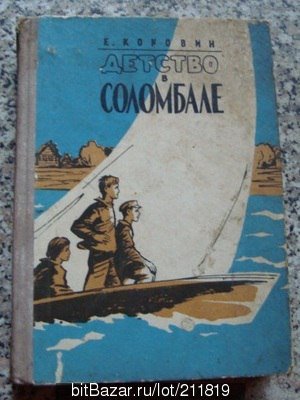 Е. КОКОВИН
ДЕТСТВО
В
СОЛОМБАЛЕ
bitBazar.ru/lot/211819